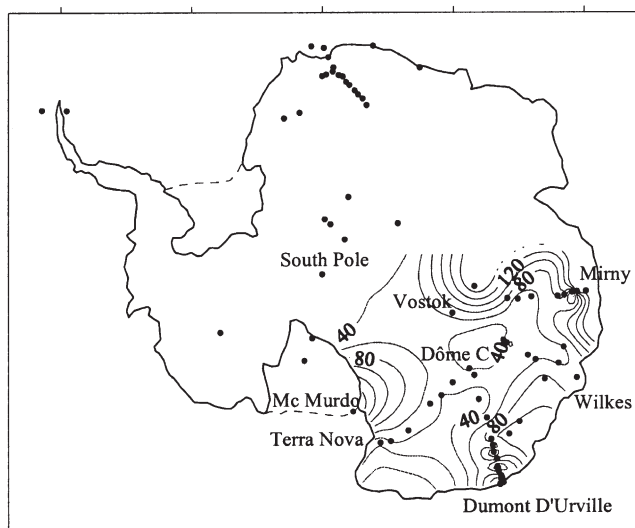 South Pole
120
80
Mirny
Vostok
40
80
Dôme C
40
Mc Murdo
Wilkes
40
80
Terra Nova
Dumont D'Urville